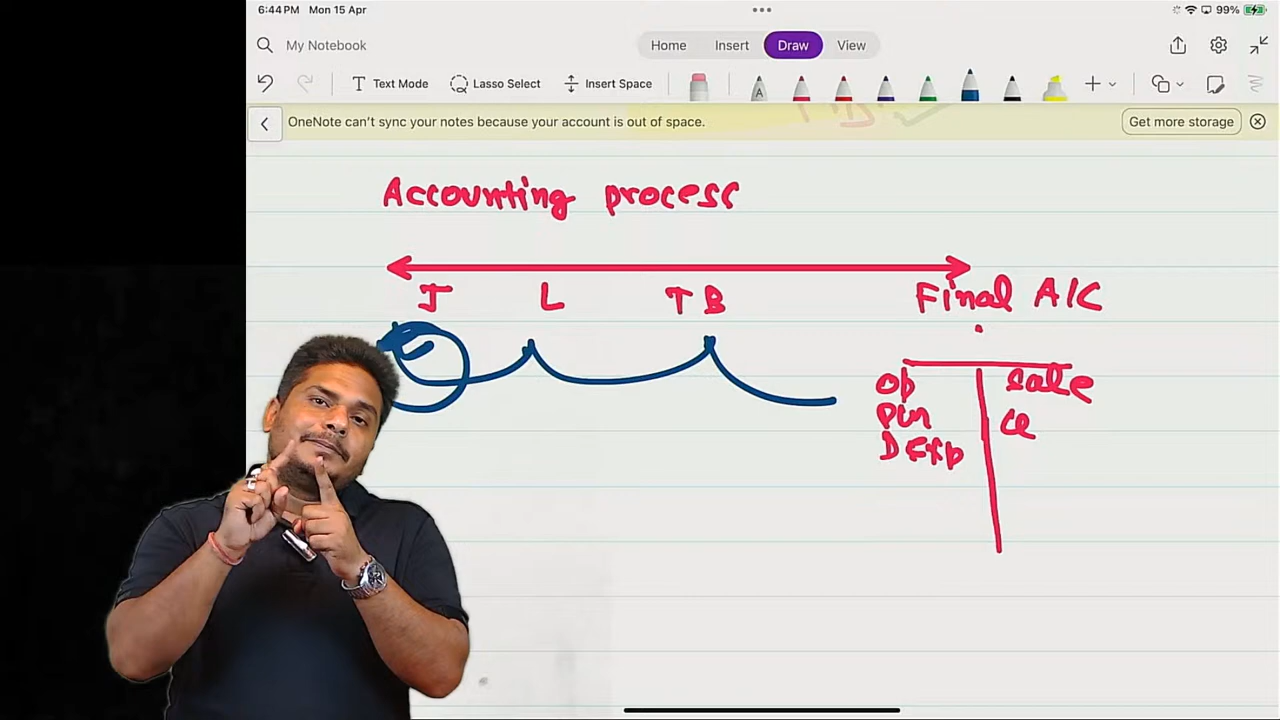 6:44 PM Mon 15 Apr
99%
My Notebook
Home Insert Draw View
Text Mode Lasso Select Insert Space
OneNote can't sync your notes because your account is out of space.
Get more storage
Accounting process
J L TB Final A/C
op sale
pur cl
D Exp